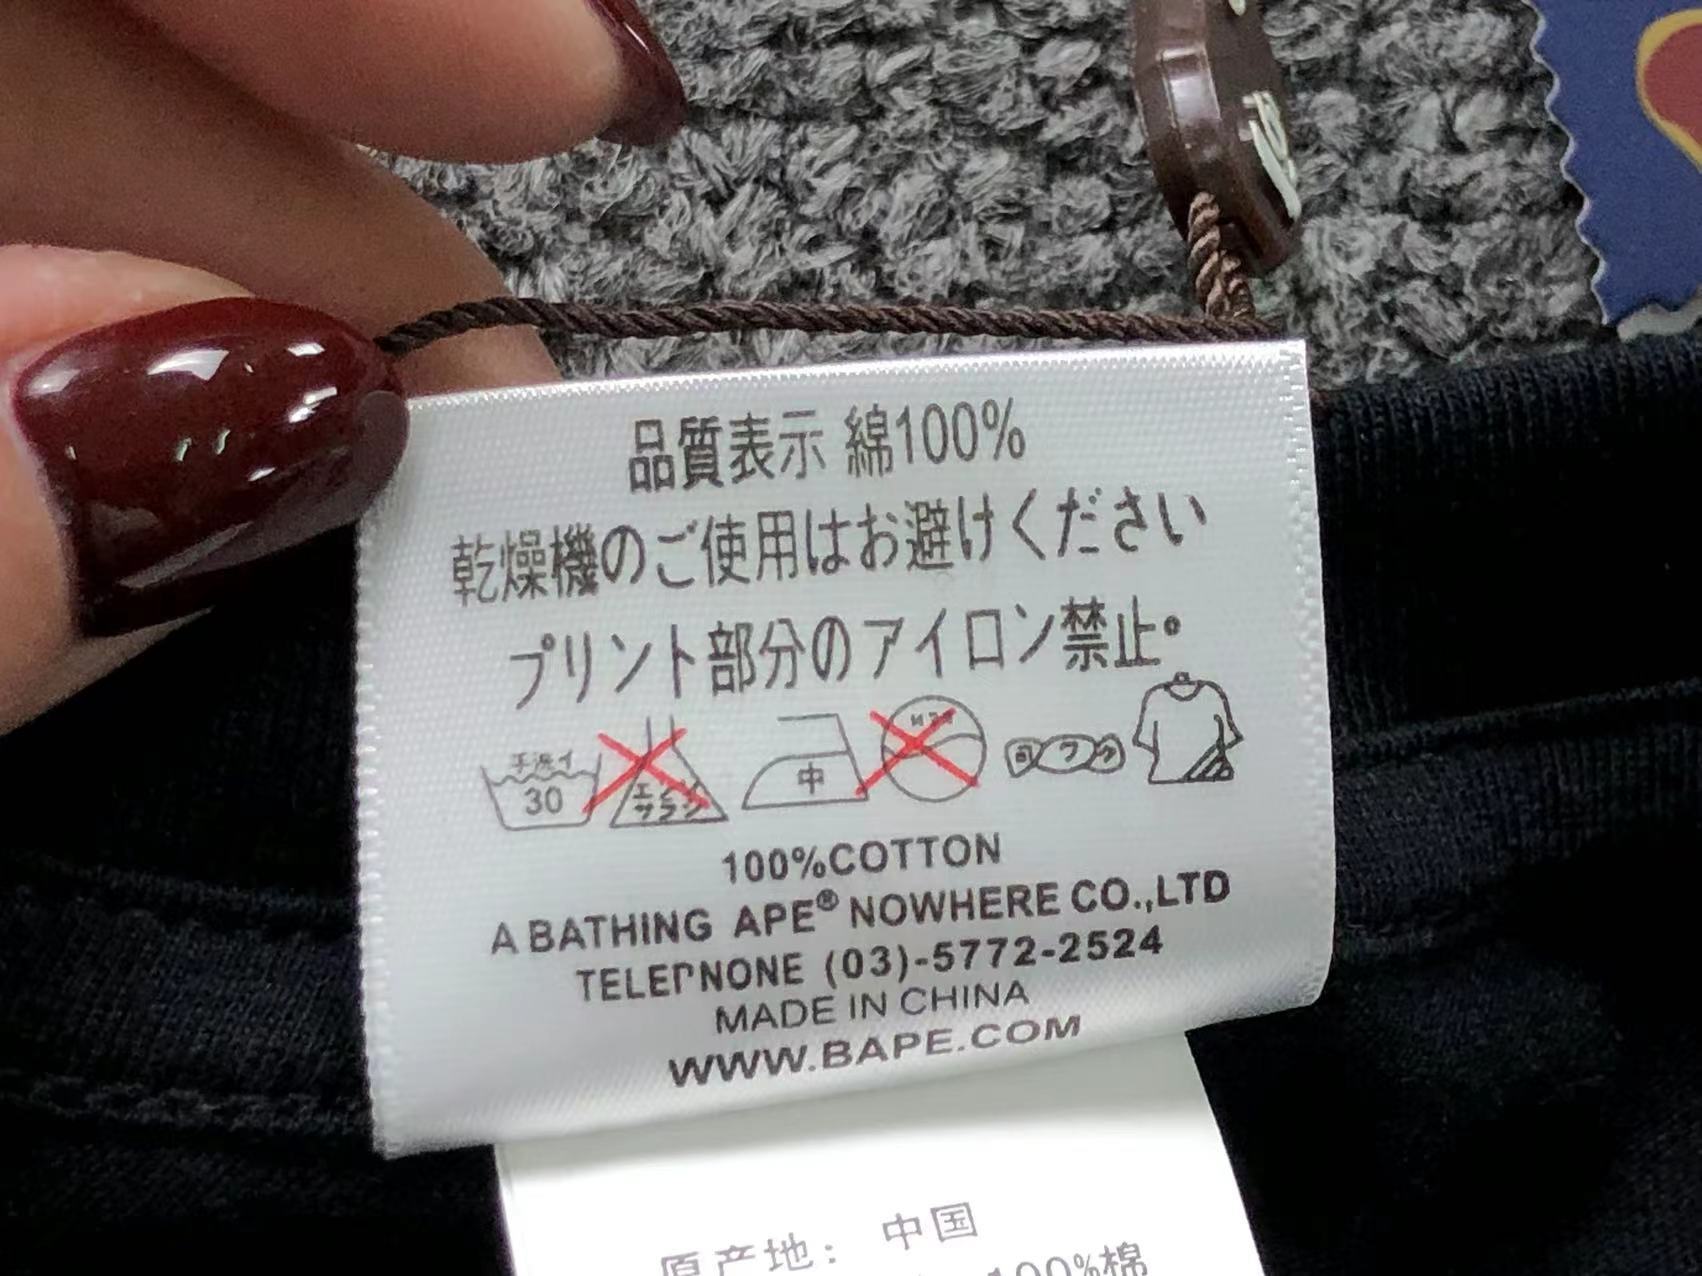 品質表示 綿100%
乾燥機のご使用はお避けください
プリント部分のアイロン禁止。
手洗イ
30
中
100%COTTON
A BATHING APE® NOWHERE CO.,LTD
TELEPNONE (03)-5772-2524
MADE IN CHINA
WWW.BAPE.COM
原产地: 中国
100%棉